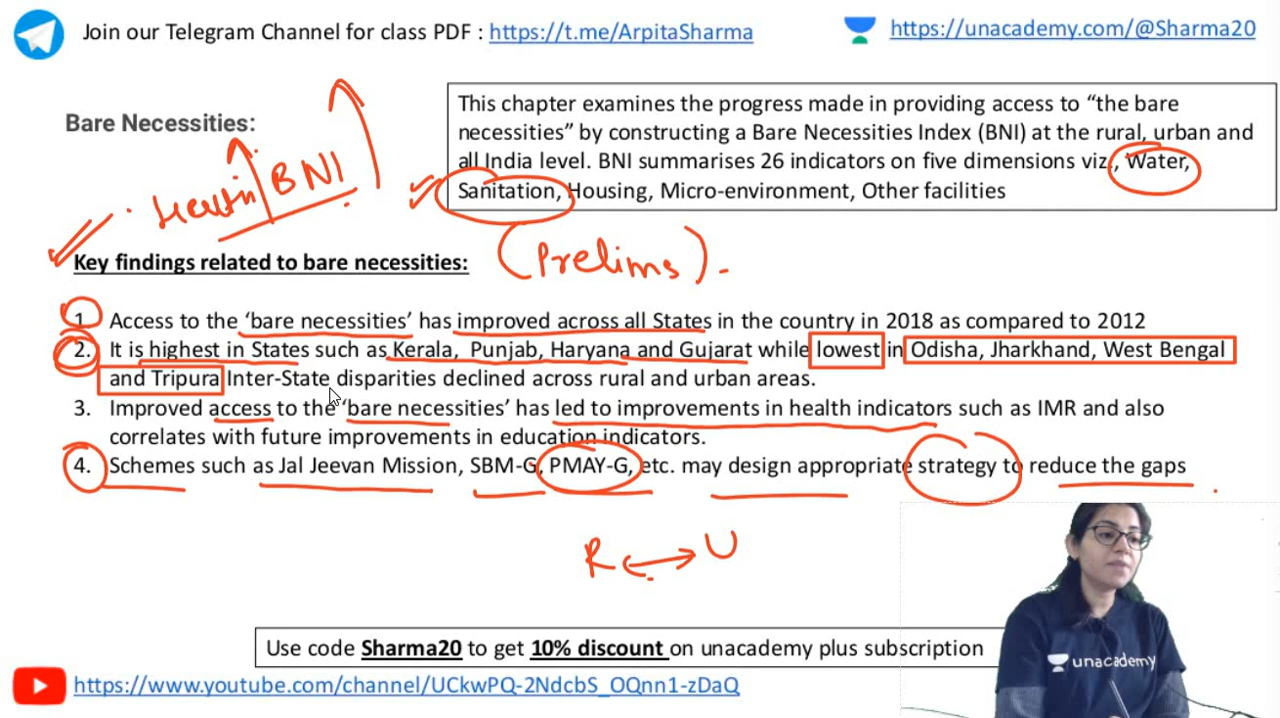 Join our Telegram Channel for class PDF : https://t.me/ArpitaSharma
https://unacademy.com/@Sharma20
Bare Necessities:
This chapter examines the progress made in providing access to “the bare
necessities” by constructing a Bare Necessities Index (BNI) at the rural, urban and
all India level. BNI summarises 26 indicators on five dimensions viz., Water,
Sanitation, Housing, Micro-environment, Other facilities
Health BNI
Key findings related to bare necessities:
(Prelims).
1. Access to the ‘bare necessities’ has improved across all States in the country in 2018 as compared to 2012
2. It is highest in States such as Kerala, Punjab, Haryana and Gujarat while lowest in Odisha, Jharkhand, West Bengal
and Tripura Inter-State disparities declined across rural and urban areas.
3. Improved access to the ‘bare necessities’ has led to improvements in health indicators such as IMR and also
correlates with future improvements in education indicators.
4. Schemes such as Jal Jeevan Mission, SBM-G, PMAY-G, etc. may design appropriate strategy to reduce the gaps
R U
unacademy
Use code Sharma20 to get 10% discount on unacademy plus subscription
https://www.youtube.com/channel/UCkwPQ-2NdcbS_OQnn1-zDaQ